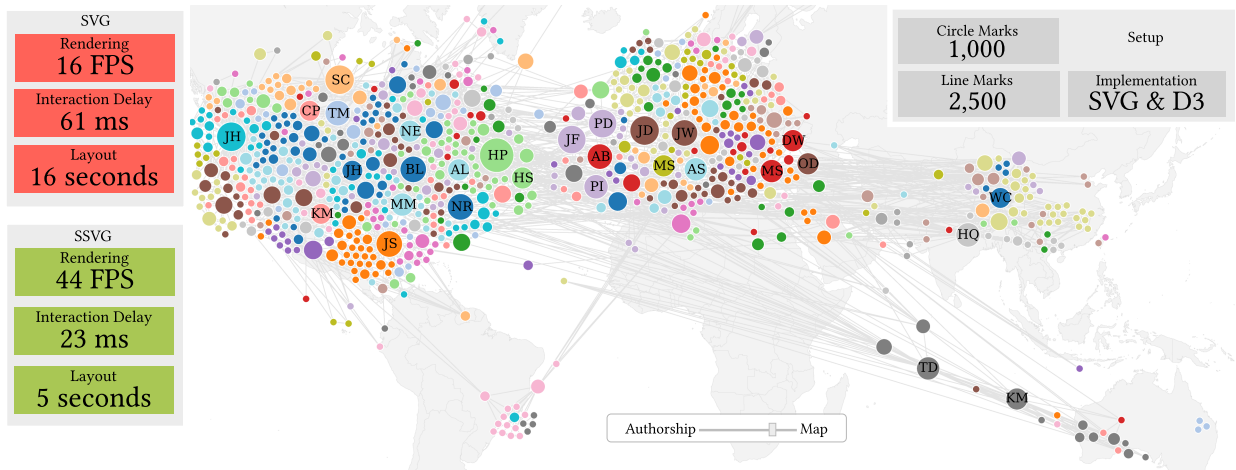 SVG
Rendering
16 FPS
Interaction Delay
61 ms
Layout
16 seconds
SSVG
Rendering
44 FPS
Interaction Delay
23 ms
Layout
5 seconds
Circle Marks
1,000
Setup
Line Marks
2,500
Implementation
SVG & D3
SC
CP
TM
JH
NE
JH
BL
AL
HP
HS
MM
KM
NR
JS
PD
JF
JD
JW
DW
AB
MS
AS
MS
OD
PI
WC
HQ
TD
KM
Authorship
Map